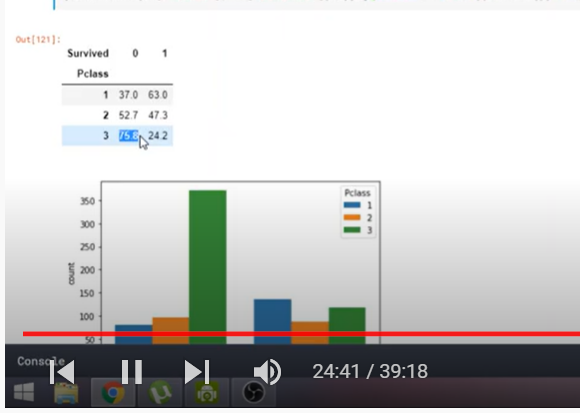 Out[121]:
Survived 0 1
Pclass
1 37.0 63.0
2 52.7 47.3
3 75.8 24.2
Pclass
1
2
3
350
300
250
200
150
100
50
count
Console
24:41 / 39:18